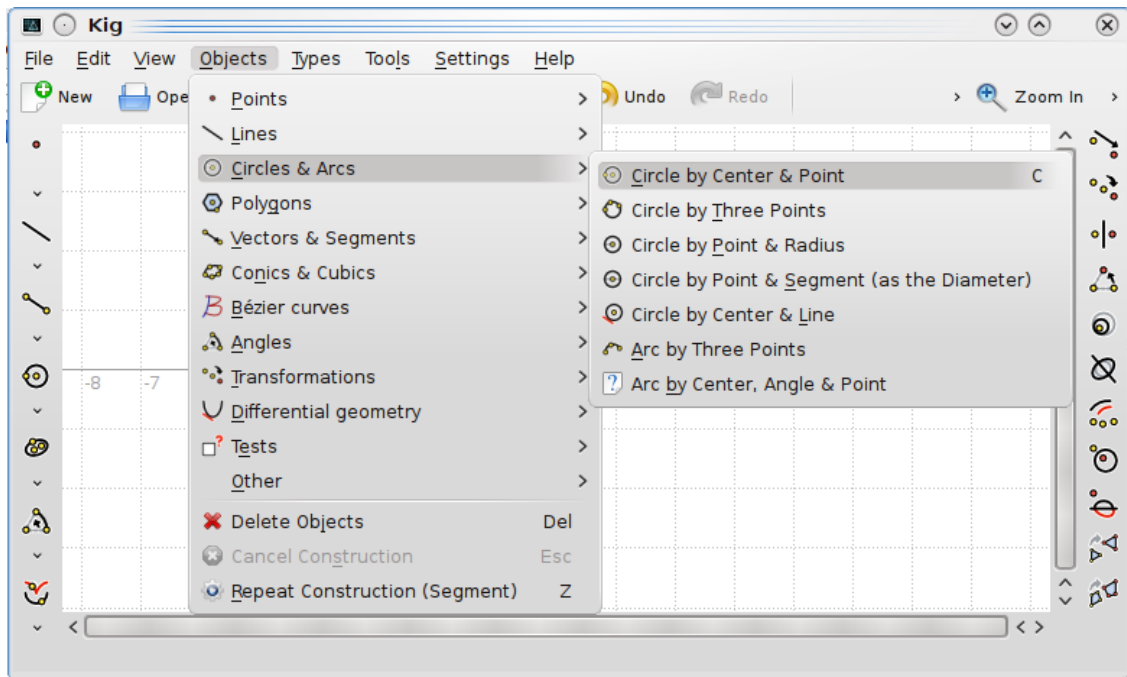 Kig
File Edit View Objects Types Tools Settings Help
New Ope Undo Redo Zoom In
Points
Lines
Circles & Arcs
Polygons
Vectors & Segments
Conics & Cubics
Bézier curves
Angles
Transformations
Differential geometry
Tests
Other
Delete Objects Del
Cancel Construction Esc
Repeat Construction (Segment) Z
Circle by Center & Point C
Circle by Three Points
Circle by Point & Radius
Circle by Point & Segment (as the Diameter)
Circle by Center & Line
Arc by Three Points
Arc by Center, Angle & Point
-8 -7